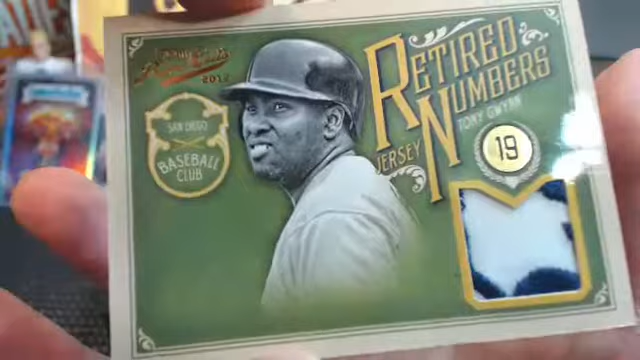 2012
RETIRED
NUMBERS
JERSEY
TONY GWYNN
19
SAN DIEGO
BASEBALL
CLUB